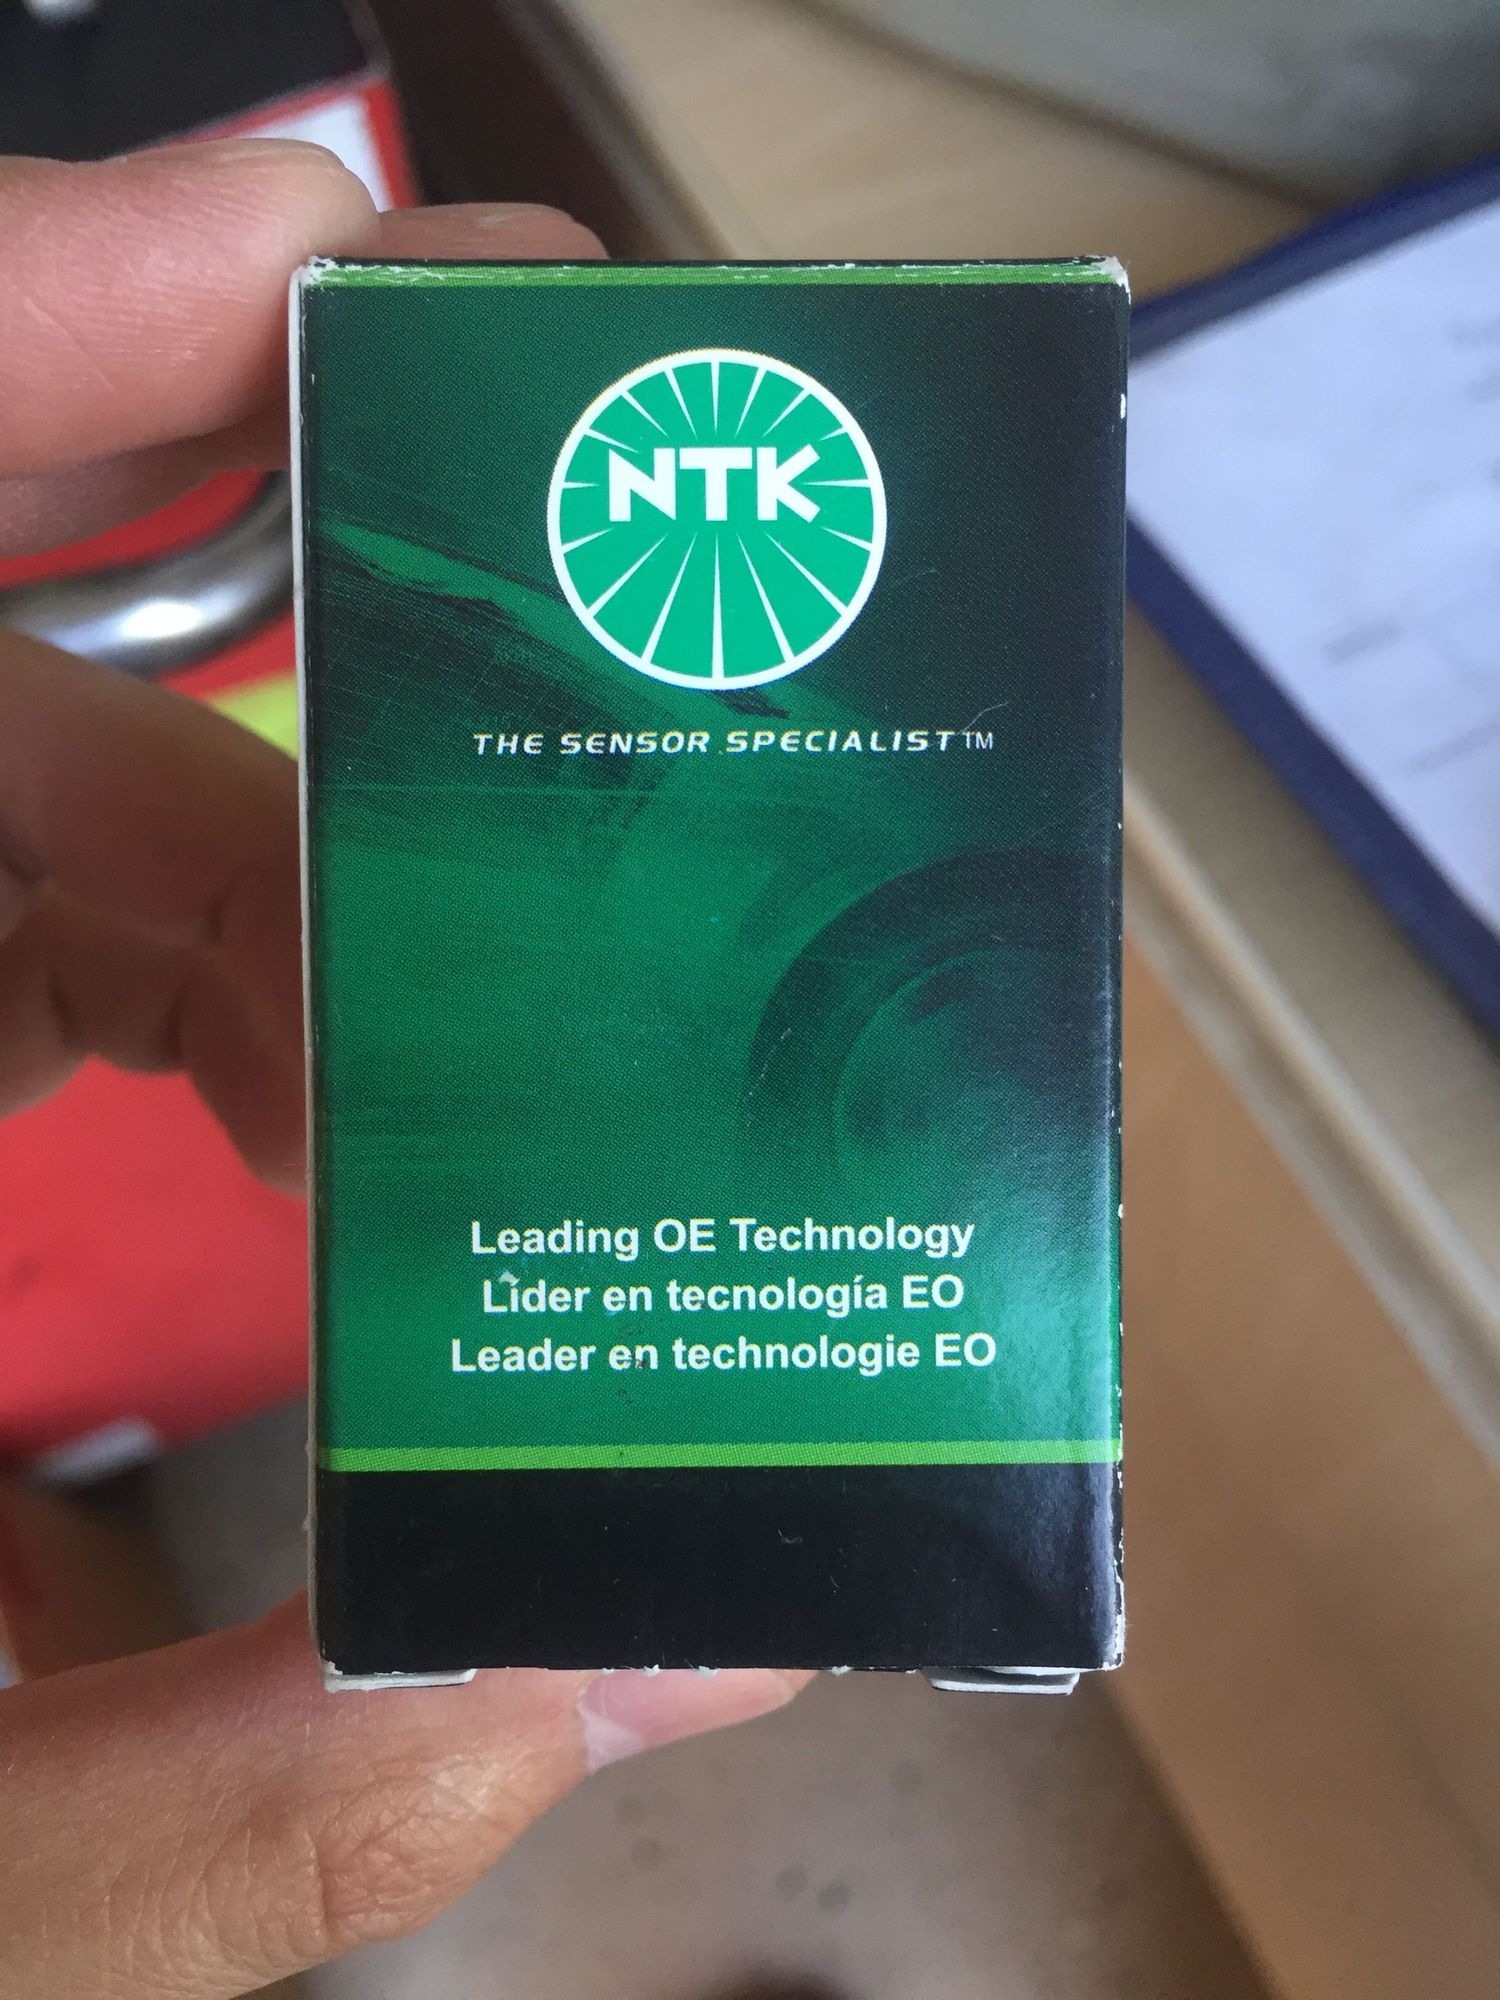 NTK
THE SENSOR SPECIALIST™
Leading OE Technology
Líder en tecnología EO
Leader en technologie EO